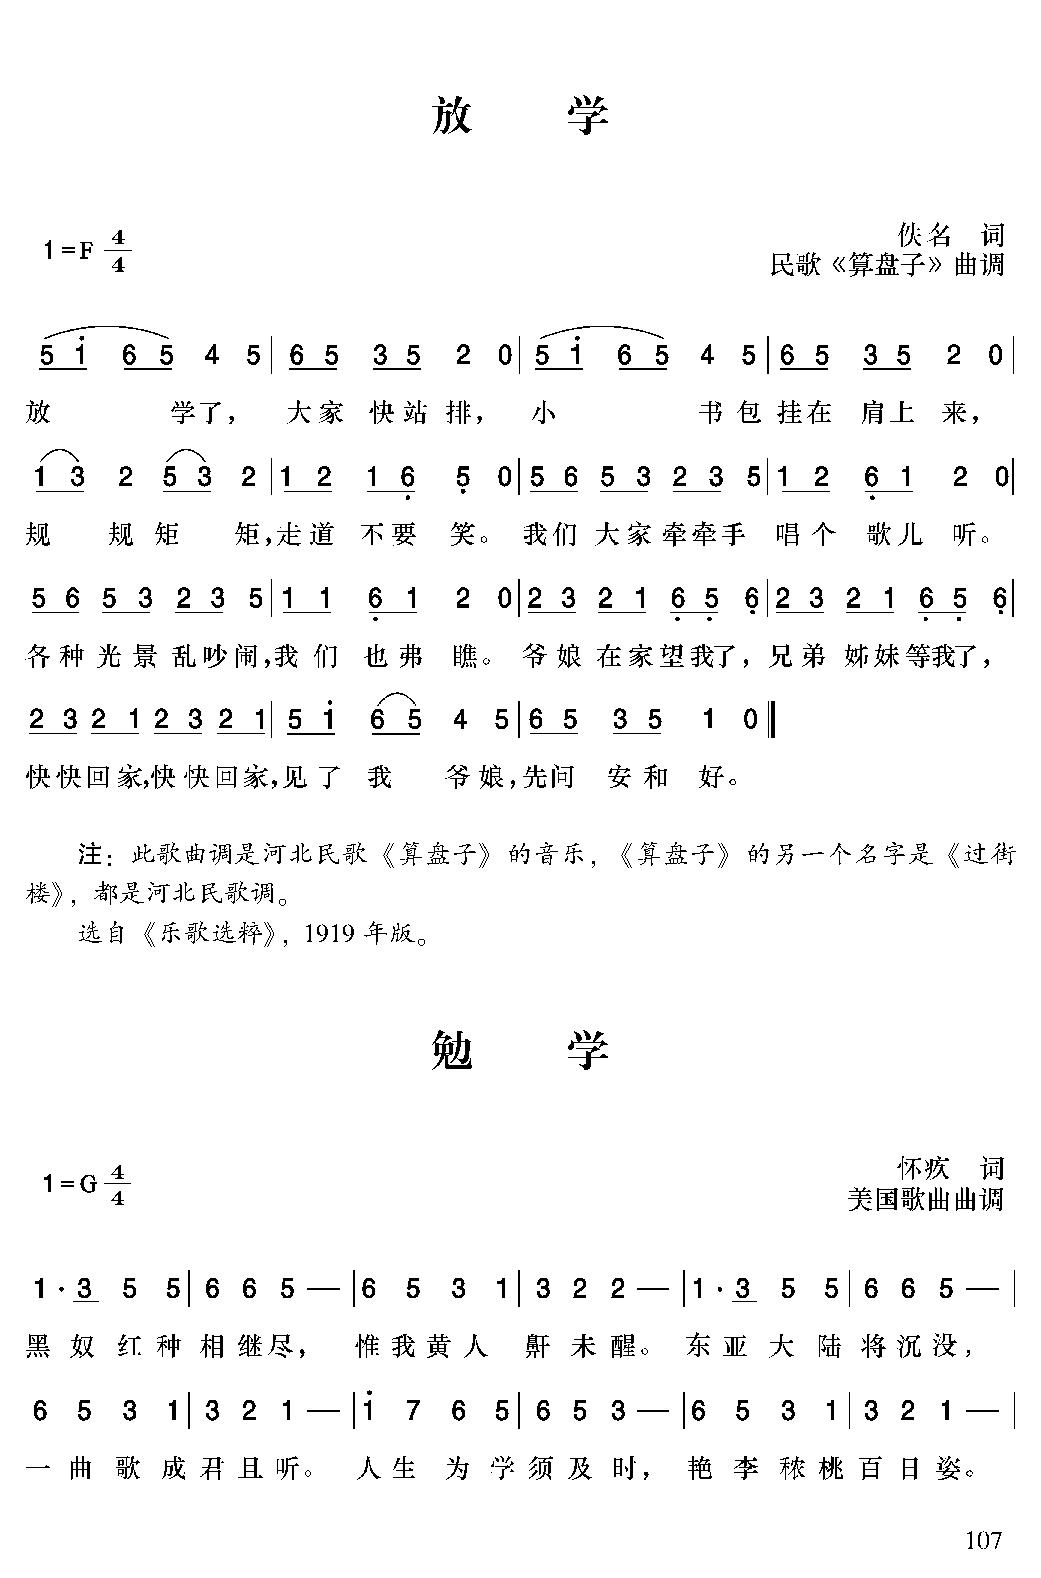 放 学
1=F 4/4
佚名 词
民歌《算盘子》曲调
5 i̇ 6 5 4 5 | 6 5 3 5 2 0 | 5 i̇ 6 5 4 5 | 6 5 3 5 2 0 |
放 学了, 大家 快站排, 小 书包挂在 肩上 来,
1 3 2 5 3 2 | 1 2 1 6̣ 5̣ 0 | 5 6 5 3 2 3 5 | 1 2 6̣ 1 2 0 |
规 规矩 矩,走道 不要 笑。 我们 大家 牵牵手 唱个 歌儿 听。
5 6 5 3 2 3 5 | 1 1 6̣ 1 2 0 | 2 3 2 1 6̣ 5̣ 6̣ | 2 3 2 1 6̣ 5̣ 6̣ |
各种 光景 乱吵闹,我们 也弗 瞧。 爷娘 在家望我了, 兄弟 姊妹等我了,
2 3 2 1 2 3 2 1 | 5 i̇ 6 5 4 5 | 6 5 3 5 1 0 ‖
快快回家,快快回家,见了 我 爷娘,先问 安和 好。
注: 此歌曲调是河北民歌《算盘子》的音乐, 《算盘子》的另一个名字是《过街
楼》, 都是河北民歌调。
选自《乐歌选粹》, 1919 年版。
勉 学
1=G 4/4
怀疚 词
美国歌曲曲调
1 · 3 5 5 | 6 6 5 — | 6 5 3 1 | 3 2 2 — | 1 · 3 5 5 | 6 6 5 — |
黑奴红种相继尽, 惟我黄人 鼾未醒。 东亚大陆将沉没,
6 5 3 1 | 3 2 1 — | i̇ 7 6 5 | 6 5 3 — | 6 5 3 1 | 3 2 1 — |
一曲歌成君且听。 人生为学须及时, 艳李秾桃百日姿。
107